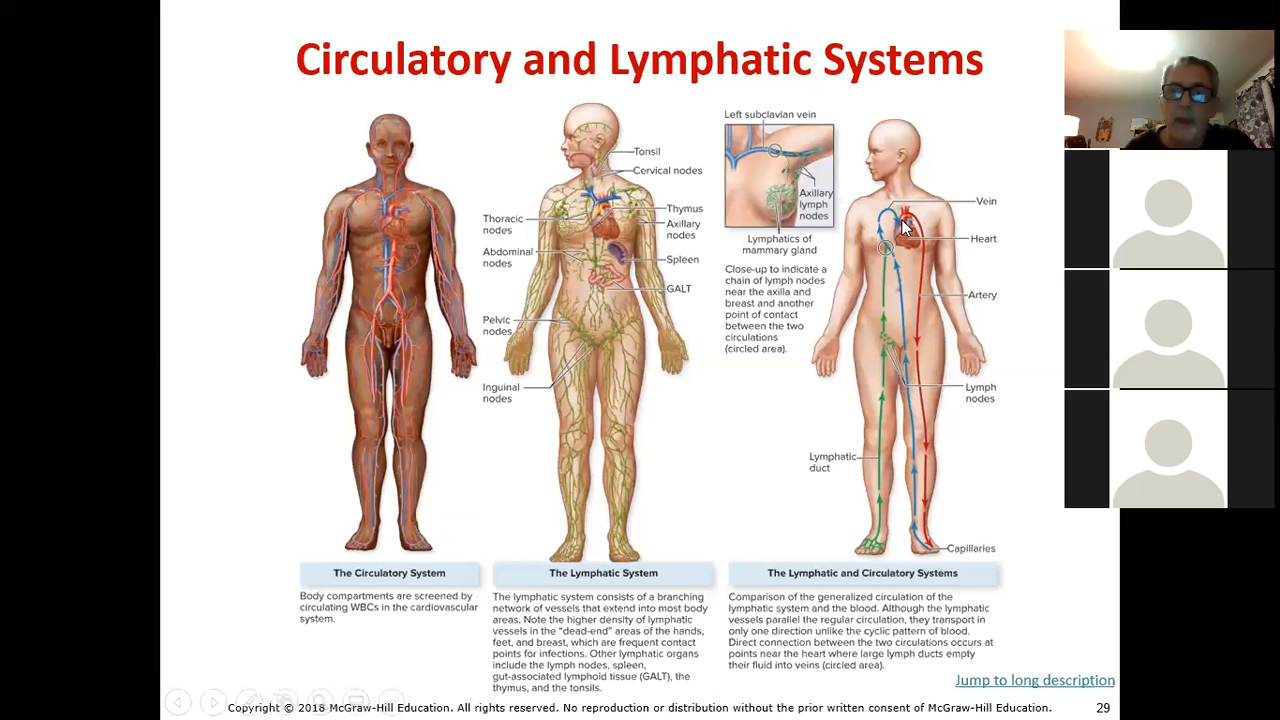 Circulatory and Lymphatic Systems
Tonsil
Cervical nodes
Thymus
Axillary
nodes
Spleen
GALT
Thoracic
nodes
Abdominal
nodes
Pelvic
nodes
Inguinal
nodes
Left subclavian vein
Axillary
lymph
nodes
Lymphatics of
mammary gland
Close-up to indicate a
chain of lymph nodes
near the axilla and
breast and another
point of contact
between the two
circulations
(circled area).
Vein
Heart
Artery
Lymph
nodes
Lymphatic
duct
Capillaries
The Circulatory System
Body compartments are screened by
circulating WBCs in the cardiovascular
system.
The Lymphatic System
The lymphatic system consists of a branching
network of vessels that extend into most body
areas. Note the higher density of lymphatic
vessels in the “dead-end” areas of the hands,
feet, and breast, which are frequent contact
points for infections. Other lymphatic organs
include the lymph nodes, spleen,
gut-associated lymphoid tissue (GALT), the
thymus, and the tonsils.
The Lymphatic and Circulatory Systems
Comparison of the generalized circulation of the
lymphatic system and the blood. Although the lymphatic
vessels parallel the regular circulation, they transport in
only one direction unlike the cyclic pattern of blood.
Direct connection between the two circulations occurs at
points near the heart where large lymph ducts empty
their fluid into veins (circled area).
Jump to long description
Copyright © 2018 McGraw-Hill Education. All rights reserved. No reproduction or distribution without the prior written consent of McGraw-Hill Education.
29